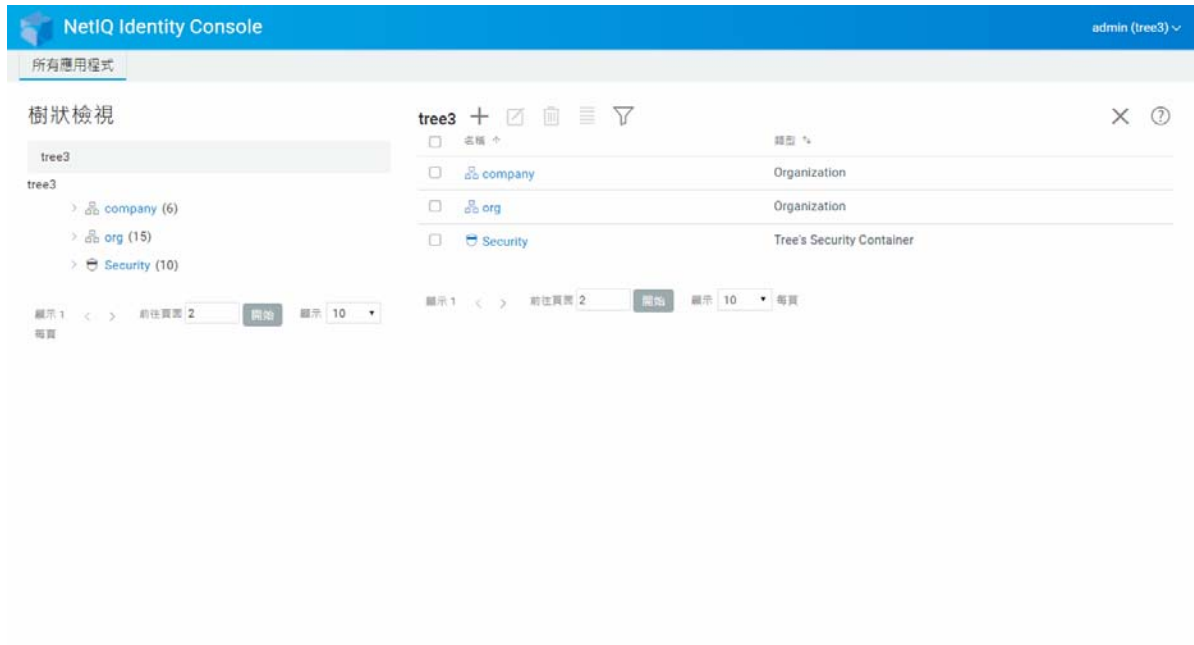 NetIQ Identity Console
admin (tree3)
所有應用程式
樹狀檢視
tree3
tree3
company (6)
org (15)
Security (10)
顯示 1 前往頁面 2 開始 顯示 10
每頁
tree3
名稱 類型
company Organization
org Organization
Security Tree's Security Container
顯示 1 前往頁面 2 開始 顯示 10 每頁